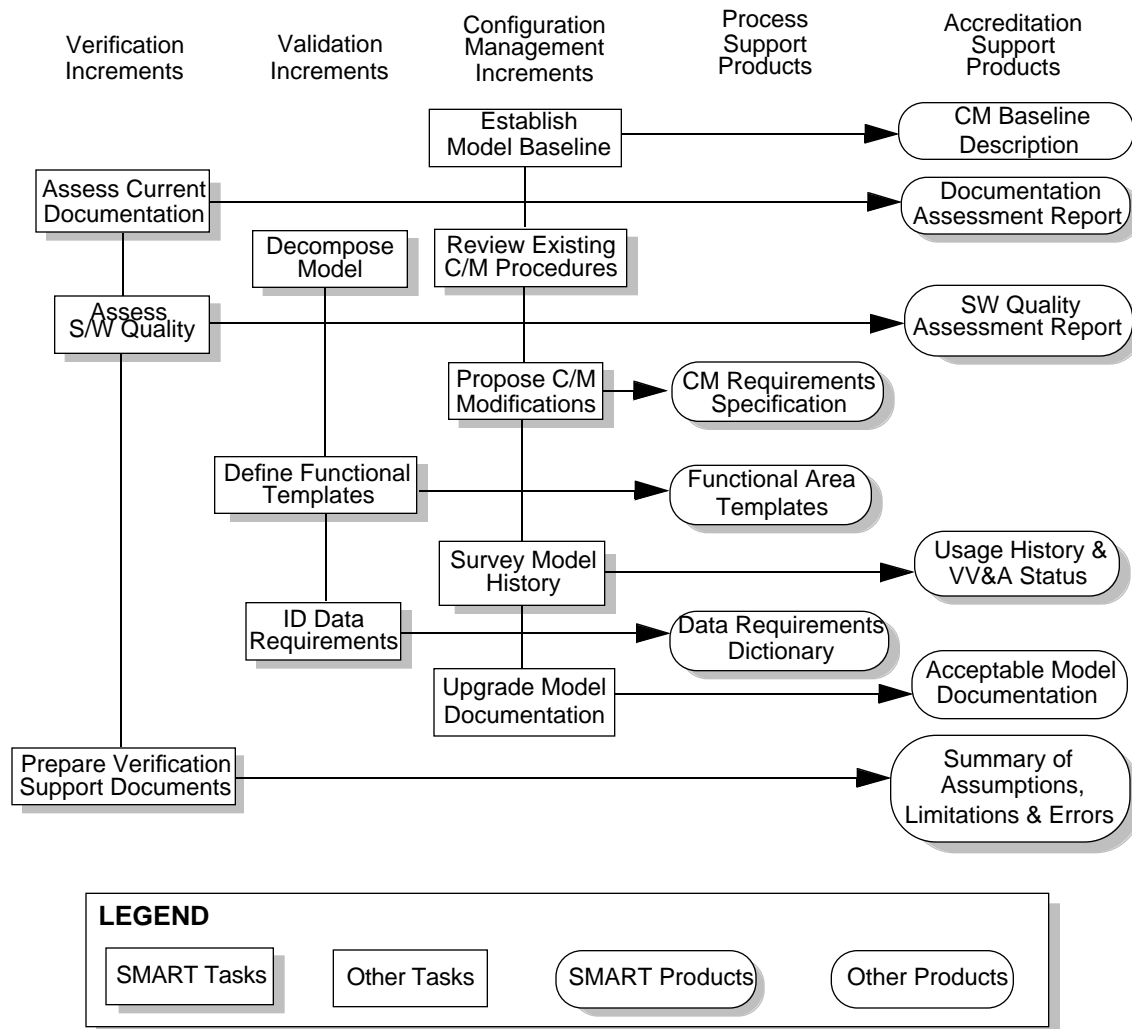 Verification
Increments
Validation
Increments
Configuration
Management
Increments
Process
Support
Products
Accreditation
Support
Products
Establish
Model Baseline
CM Baseline
Description
Assess Current
Documentation
Documentation
Assessment Report
Decompose
Model
Review Existing
C/M Procedures
Assess
S/W Quality
SW Quality
Assessment Report
Propose C/M
Modifications
CM Requirements
Specification
Define Functional
Templates
Functional Area
Templates
Survey Model
History
Usage History &
VV&A Status
ID Data
Requirements
Data Requirements
Dictionary
Upgrade Model
Documentation
Acceptable Model
Documentation
Prepare Verification
Support Documents
Summary of
Assumptions,
Limitations & Errors
LEGEND
SMART Tasks
Other Tasks
SMART Products
Other Products